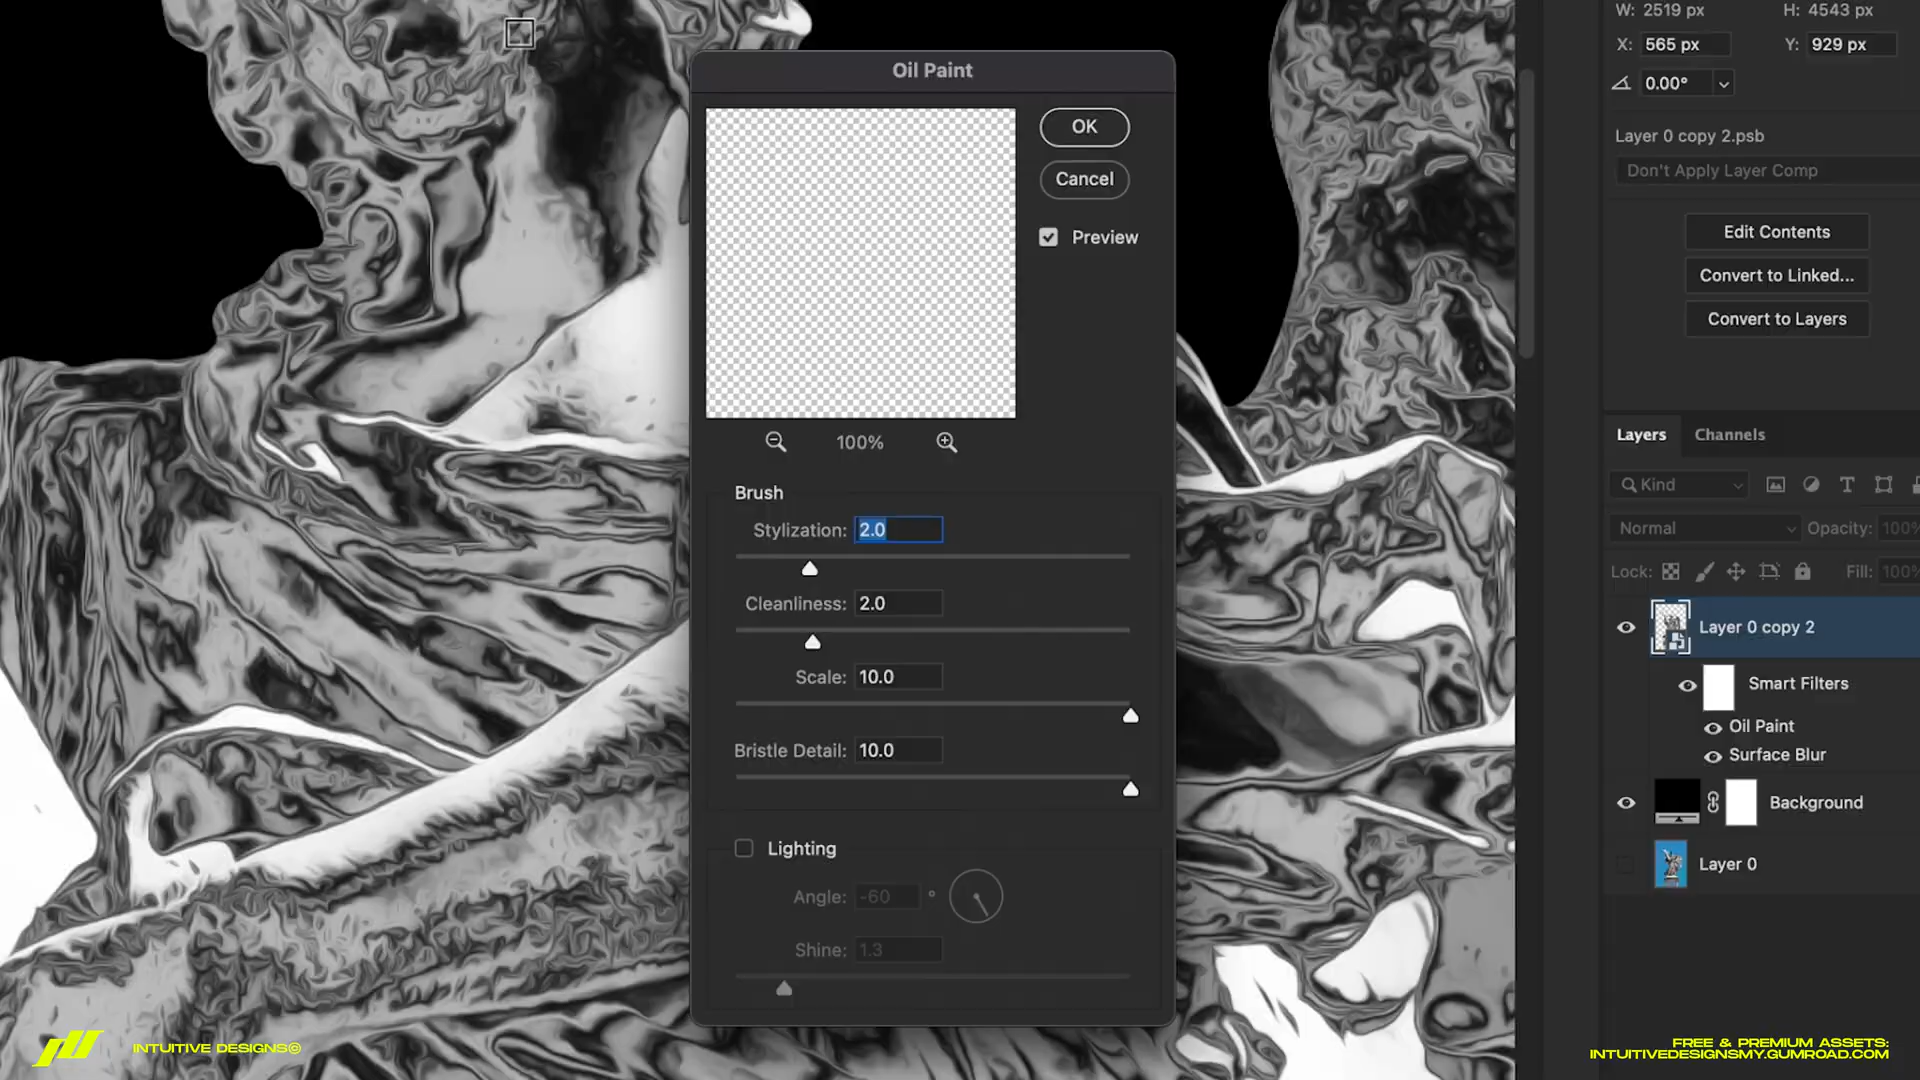 W: 2519 px
H: 4543 px
X: 565 px
Y: 929 px
0.00°
Layer 0 copy 2.psb
Don't Apply Layer Comp
Edit Contents
Convert to Linked...
Convert to Layers
Oil Paint
OK
Cancel
Preview
100%
Brush
Stylization: 2.0
Cleanliness: 2.0
Scale: 10.0
Bristle Detail: 10.0
Lighting
Angle: -60 °
Shine: 1.3
Layers
Channels
Kind
Normal
Opacity: 100%
Lock:
Fill: 100%
Layer 0 copy 2
Smart Filters
Oil Paint
Surface Blur
Background
Layer 0
INTUITIVE DESIGNS©
FREE & PREMIUM ASSETS:
INTUITIVEDESIGNSMY.GUMROAD.COM